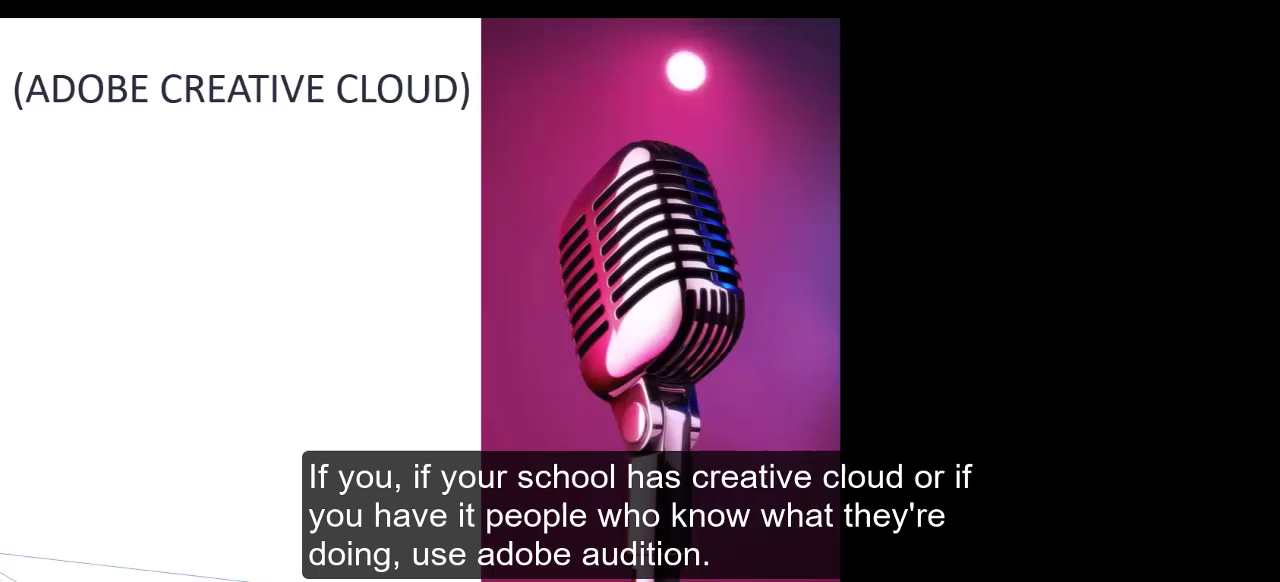 (ADOBE CREATIVE CLOUD)
If you, if your school has creative cloud or if
you have it people who know what they're
doing, use adobe audition.